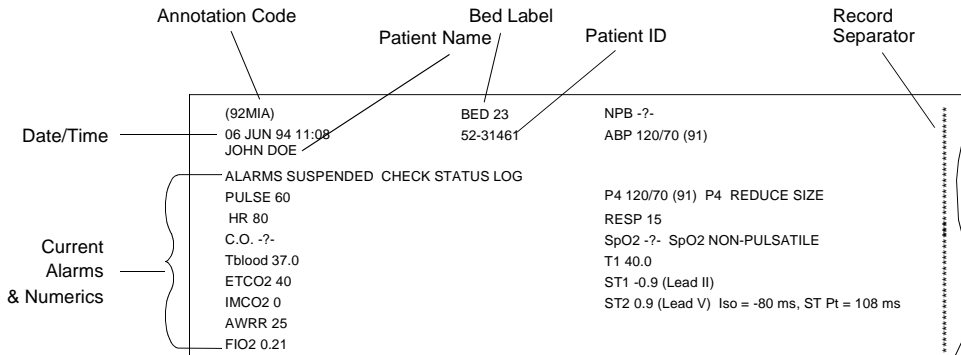 Annotation Code
Bed Label
Record
Separator
Patient Name
Patient ID
(92MIA) BED 23 NPB -?-
Date/Time
06 JUN 94 11:08 52-31461 ABP 120/70 (91)
JOHN DOE
ALARMS SUSPENDED CHECK STATUS LOG
PULSE 60 P4 120/70 (91) P4 REDUCE SIZE
HR 80 RESP 15
C.O. -?- SpO2 -?- SpO2 NON-PULSATILE
Tblood 37.0 T1 40.0
ETCO2 40 ST1 -0.9 (Lead II)
IMCO2 0 ST2 0.9 (Lead V) Iso = -80 ms, ST Pt = 108 ms
AWRR 25
FIO2 0.21
Current
Alarms
& Numerics